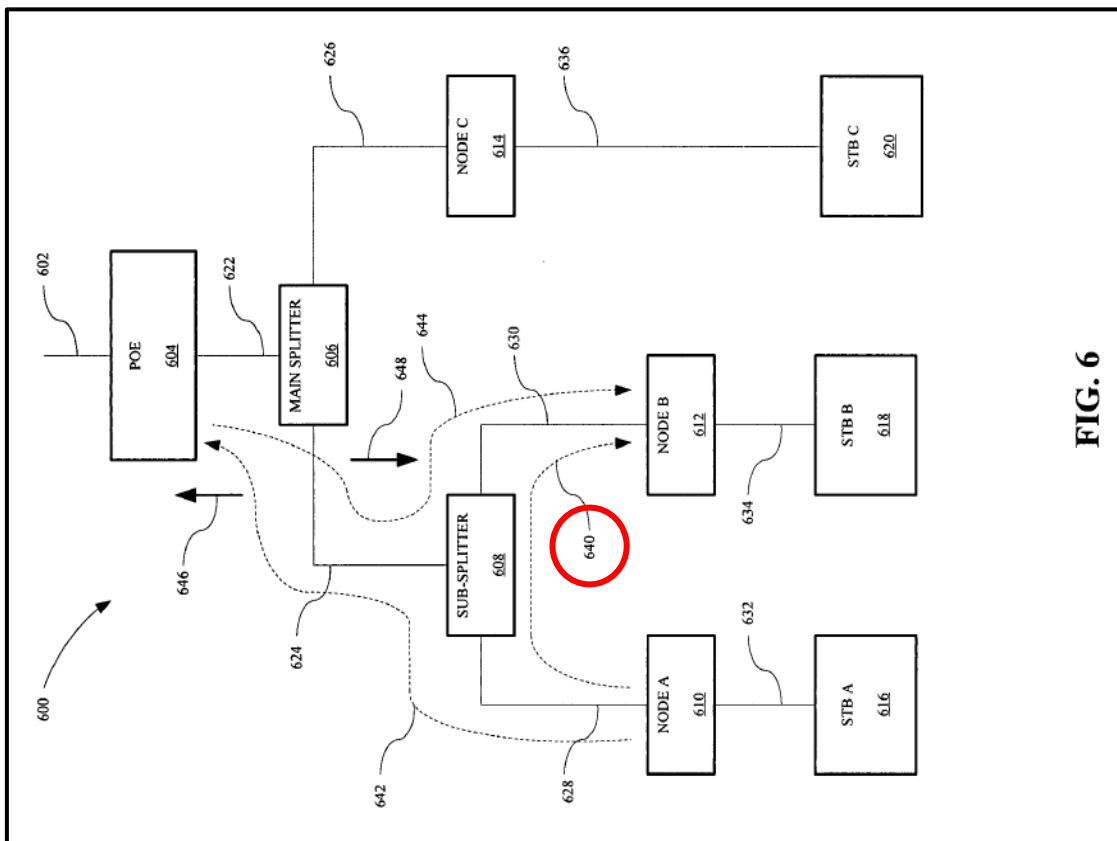 602
626
POE
604
622
636
MAIN SPLITTER
606
NODE C
614
644
648
630
646
STB C
620
SUB-SPLITTER
608
640
NODE B
612
STB B
618
634
600
624
632
NODE A
610
STB A
616
642
628
FIG. 6